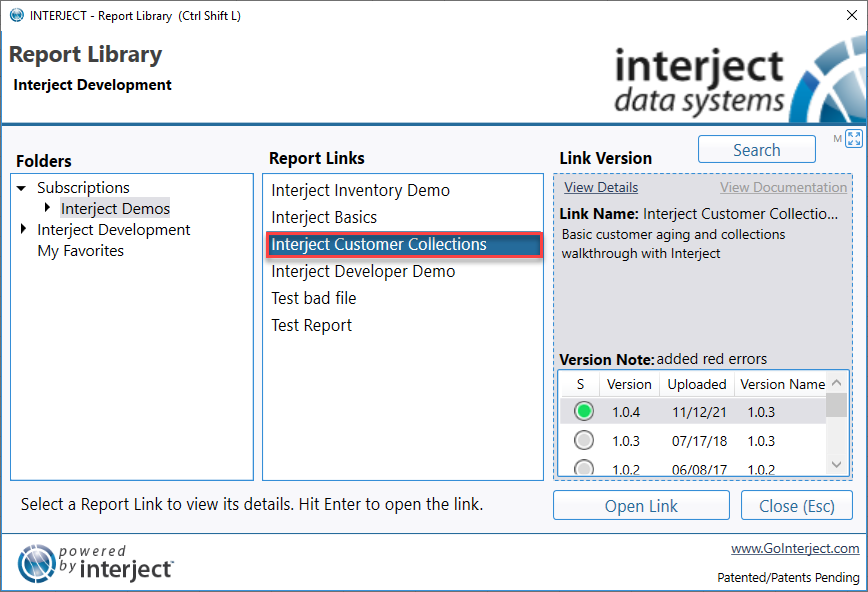 INTERJECT - Report Library (Ctrl Shift L)
Report Library
Interject Development
interject
data systems
Folders
Subscriptions
Interject Demos
Interject Development
My Favorites
Report Links
Interject Inventory Demo
Interject Basics
Interject Customer Collections
Interject Developer Demo
Test bad file
Test Report
Search
M
Link Version
View Details View Documentation
Link Name: Interject Customer Collectio...
Basic customer aging and collections
walkthrough with Interject
Version Note: added red errors
S Version Uploaded Version Name
1.0.4 11/12/21 1.0.3
1.0.3 07/17/18 1.0.3
1.0.2 06/08/17 1.0.2
Select a Report Link to view its details. Hit Enter to open the link.
Open Link Close (Esc)
powered
by interject™
www.GoInterject.com
Patented/Patents Pending